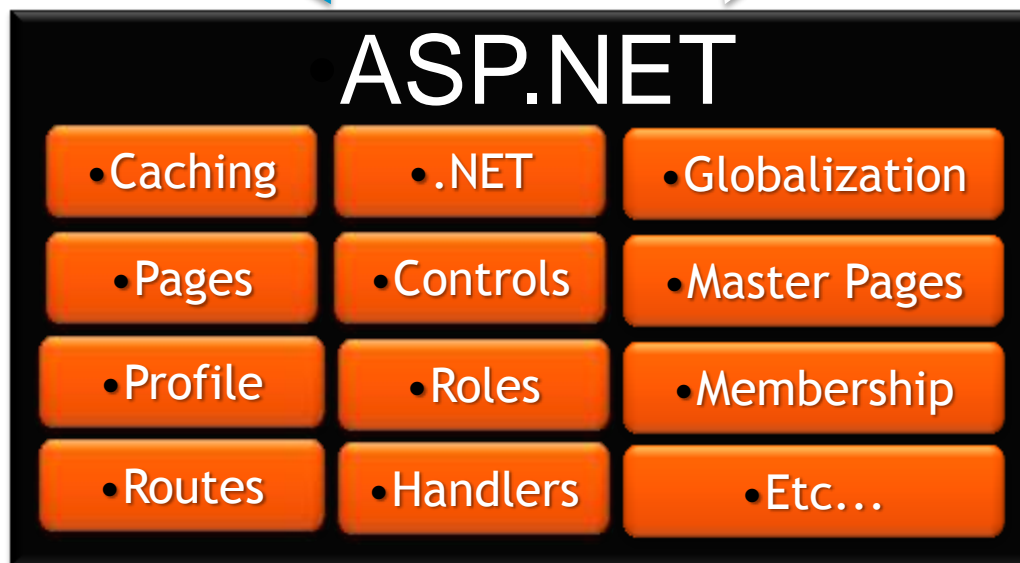 •ASP.NET
•Caching
•.NET
•Globalization
•Pages
•Controls
•Master Pages
•Profile
•Roles
•Membership
•Routes
•Handlers
•Etc...